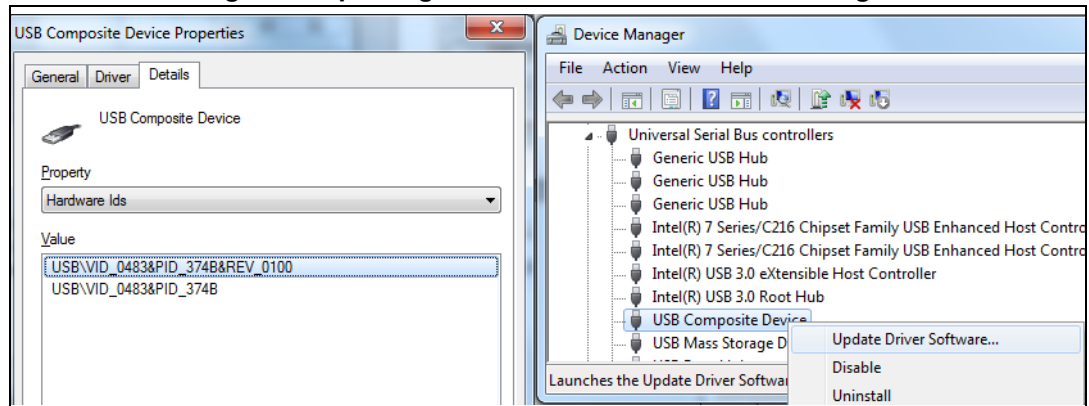 USB Composite Device Properties
General
Driver
Details
USB Composite Device
Property
Hardware Ids
Value
USB\VID_0483&PID_374B&REV_0100
USB\VID_0483&PID_374B
Device Manager
File Action View Help
Universal Serial Bus controllers
Generic USB Hub
Generic USB Hub
Generic USB Hub
Intel(R) 7 Series/C216 Chipset Family USB Enhanced Host Contro
Intel(R) 7 Series/C216 Chipset Family USB Enhanced Host Contro
Intel(R) USB 3.0 eXtensible Host Controller
Intel(R) USB 3.0 Root Hub
USB Composite Device
USB Mass Storage D
Launches the Update Driver Softwar
Update Driver Software...
Disable
Uninstall